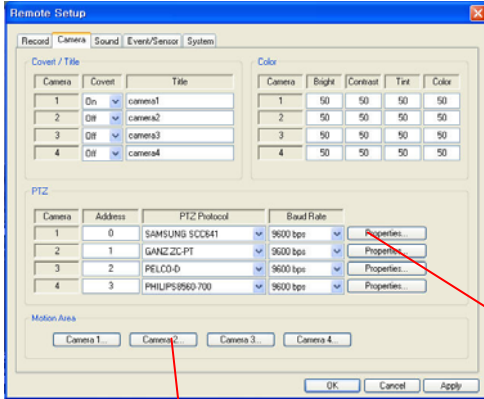 Remote Setup
Record Camera Sound Event/Sensor System
Covert / Title
Camera Covert Title
1 On camera1
2 Off camera2
3 Off camera3
4 Off camera4
Color
Camera Bright Contrast Tint Color
1 50 50 50 50
2 50 50 50 50
3 50 50 50 50
4 50 50 50 50
PTZ
Camera Address PTZ Protocol Baud Rate
1 0 SAMSUNG SCC641 9600 bps Properties...
2 1 GANZ ZC-PT 9600 bps Properties...
3 2 PELCO-D 9600 bps Properties...
4 3 PHILIPS8560-700 9600 bps Properties...
Motion Area
Camera 1... Camera 2... Camera 3... Camera 4...
OK Cancel Apply